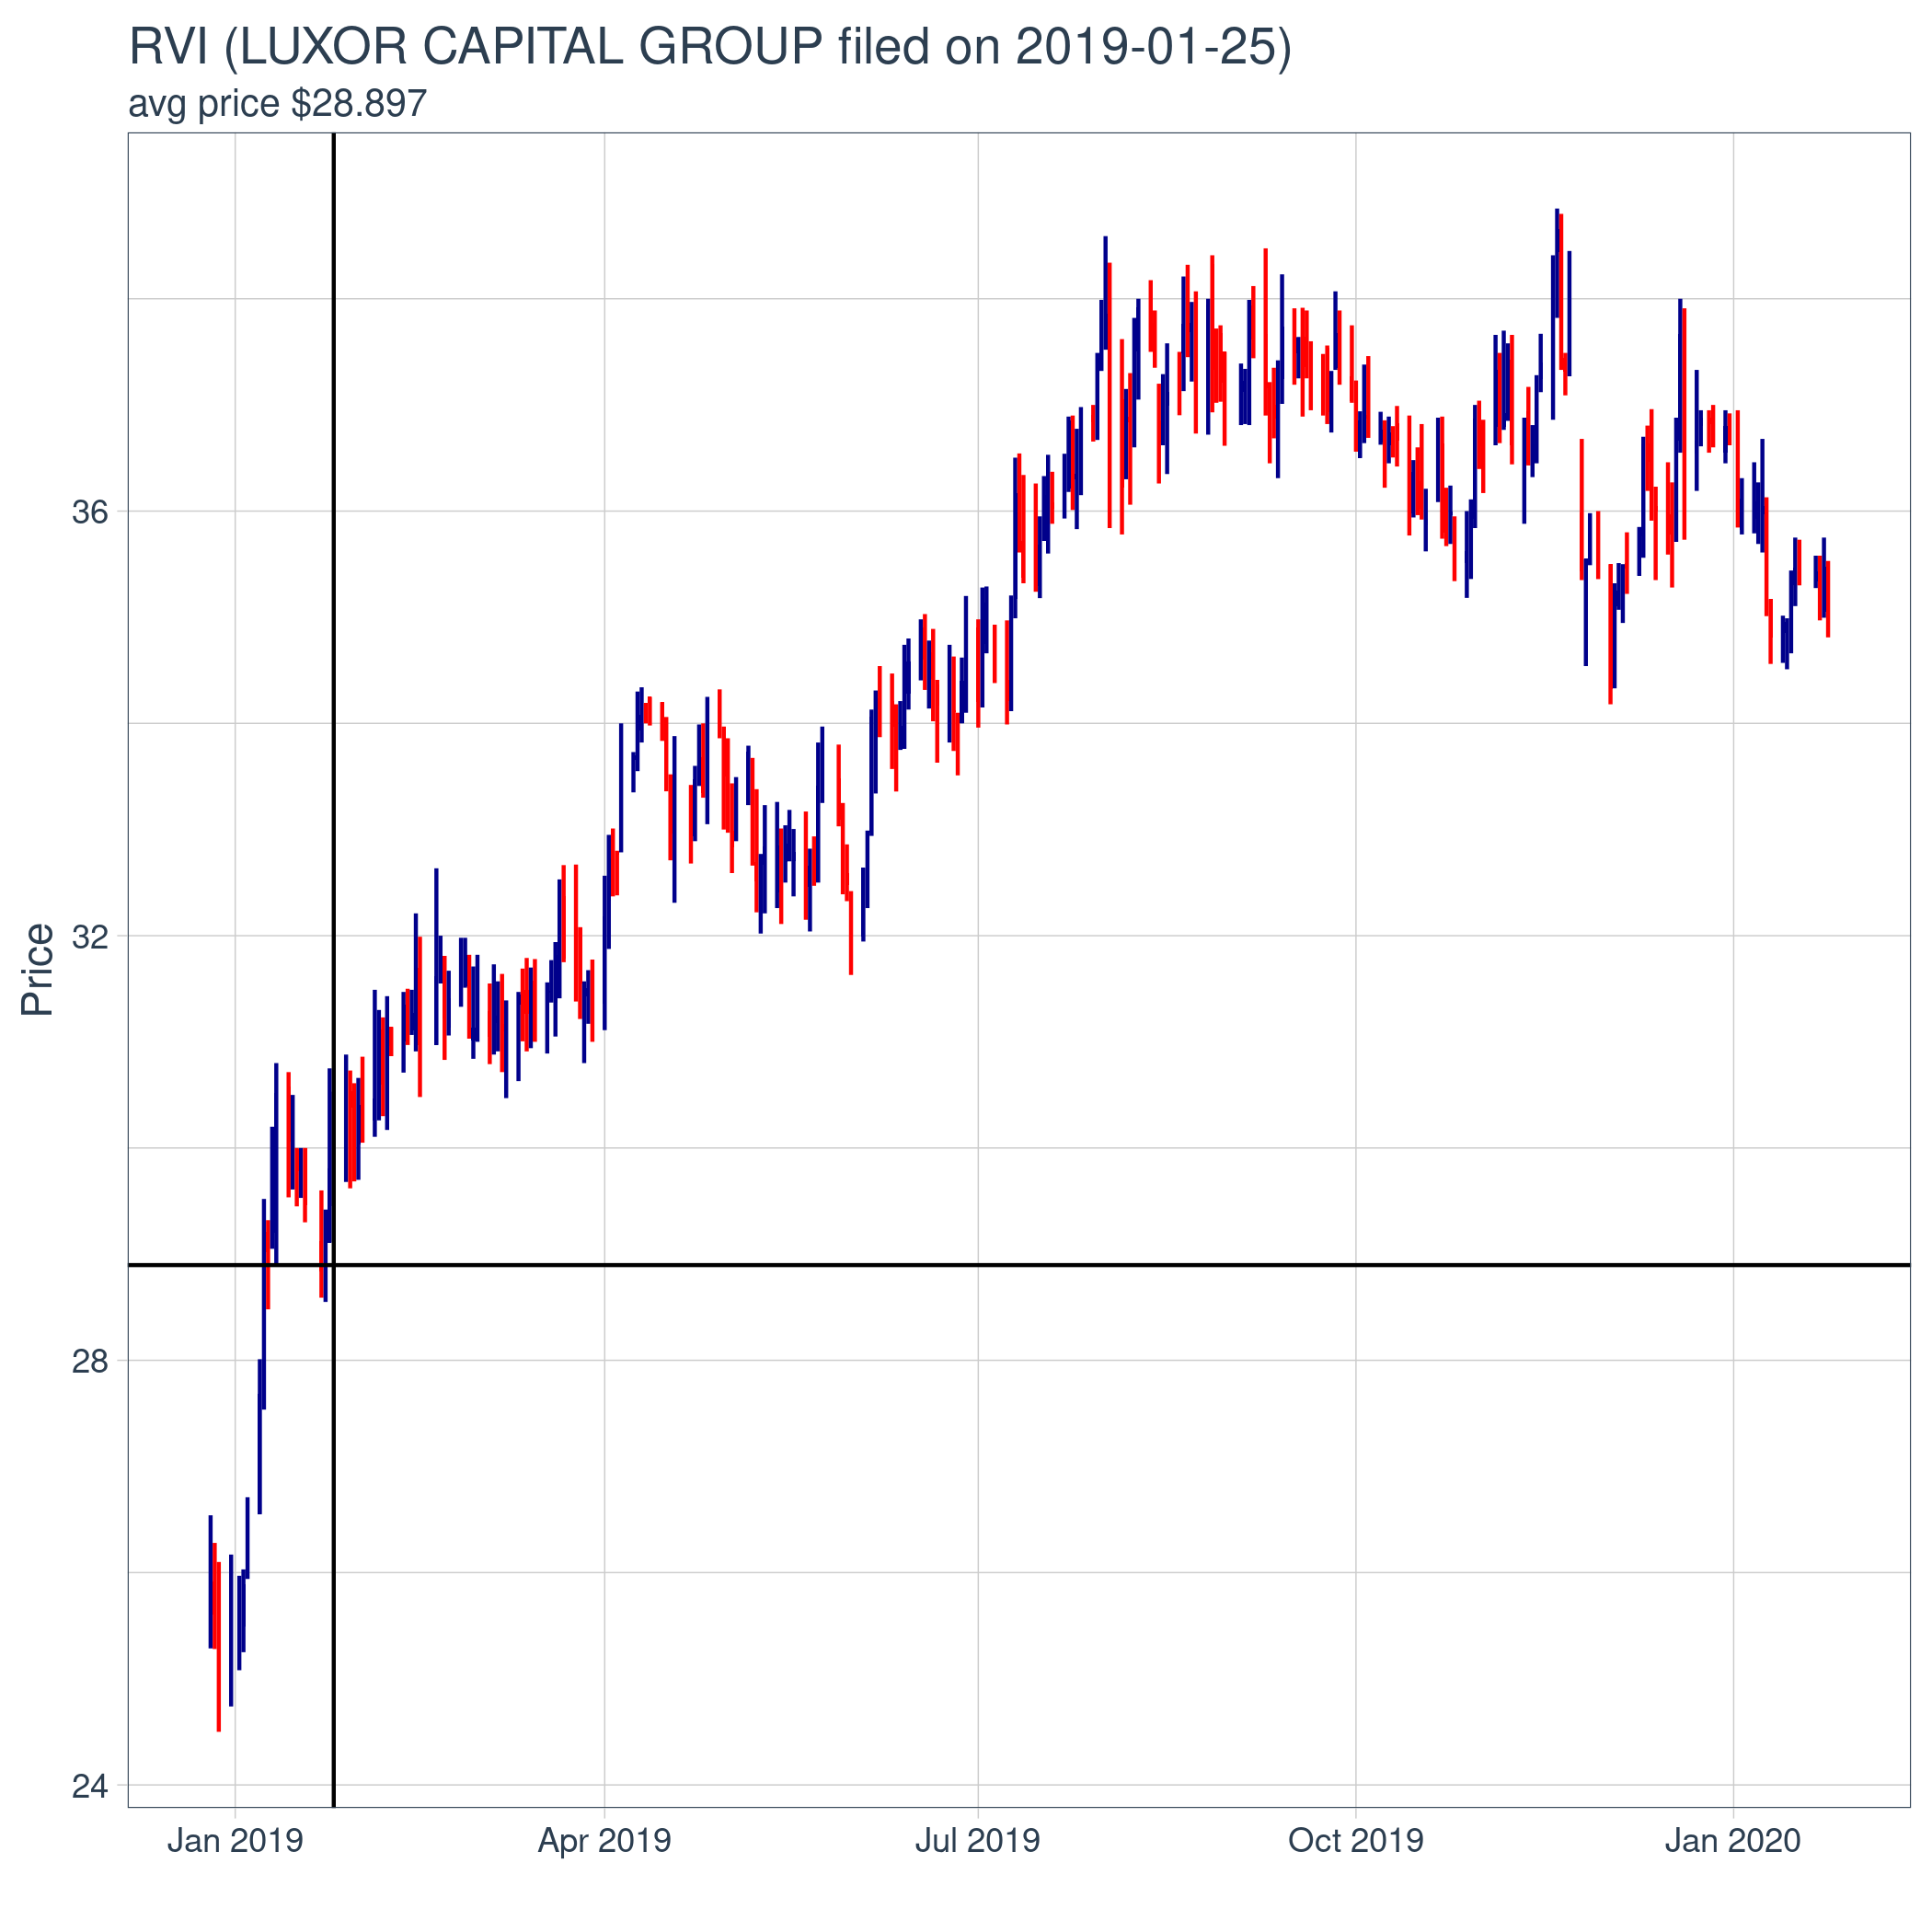 RVI (LUXOR CAPITAL GROUP filed on 2019-01-25)
avg price $28.897
Price
36
32
28
24
Jan 2019
Apr 2019
Jul 2019
Oct 2019
Jan 2020